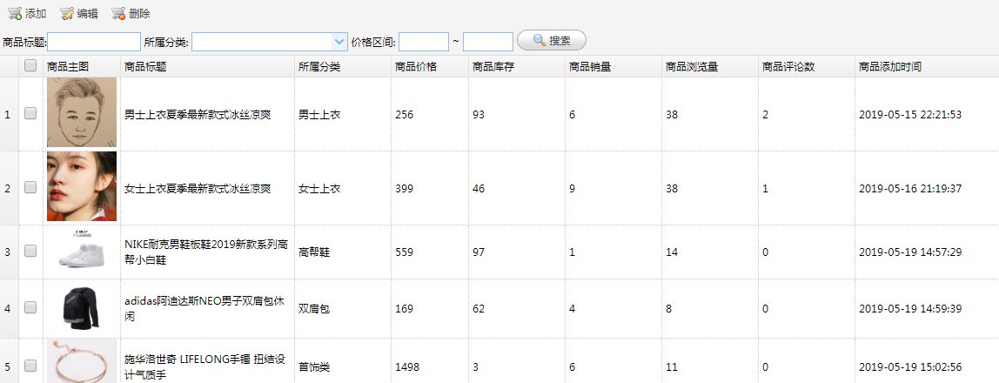 添加 编辑 删除
商品标题: 所属分类: 价格区间: ~ 搜索
商品主图 商品标题 所属分类 商品价格 商品库存 商品销量 商品浏览量 商品评论数 商品添加时间
1 男士上衣夏季最新款式冰丝凉爽 男士上衣 256 93 6 38 2 2019-05-15 22:21:53
2 女士上衣夏季最新款式冰丝凉爽 女士上衣 399 46 9 38 1 2019-05-16 21:19:37
3 NIKE耐克男鞋板鞋2019新款系列高 高帮鞋 559 97 1 14 0 2019-05-19 14:57:29
帮小白鞋
4 adidas阿迪达斯NEO男子双肩包休 双肩包 169 62 4 8 0 2019-05-19 14:59:39
闲
5 施华洛世奇 LIFELONG手镯 扭结设 首饰类 1498 3 6 11 0 2019-05-19 15:02:56
计气质手